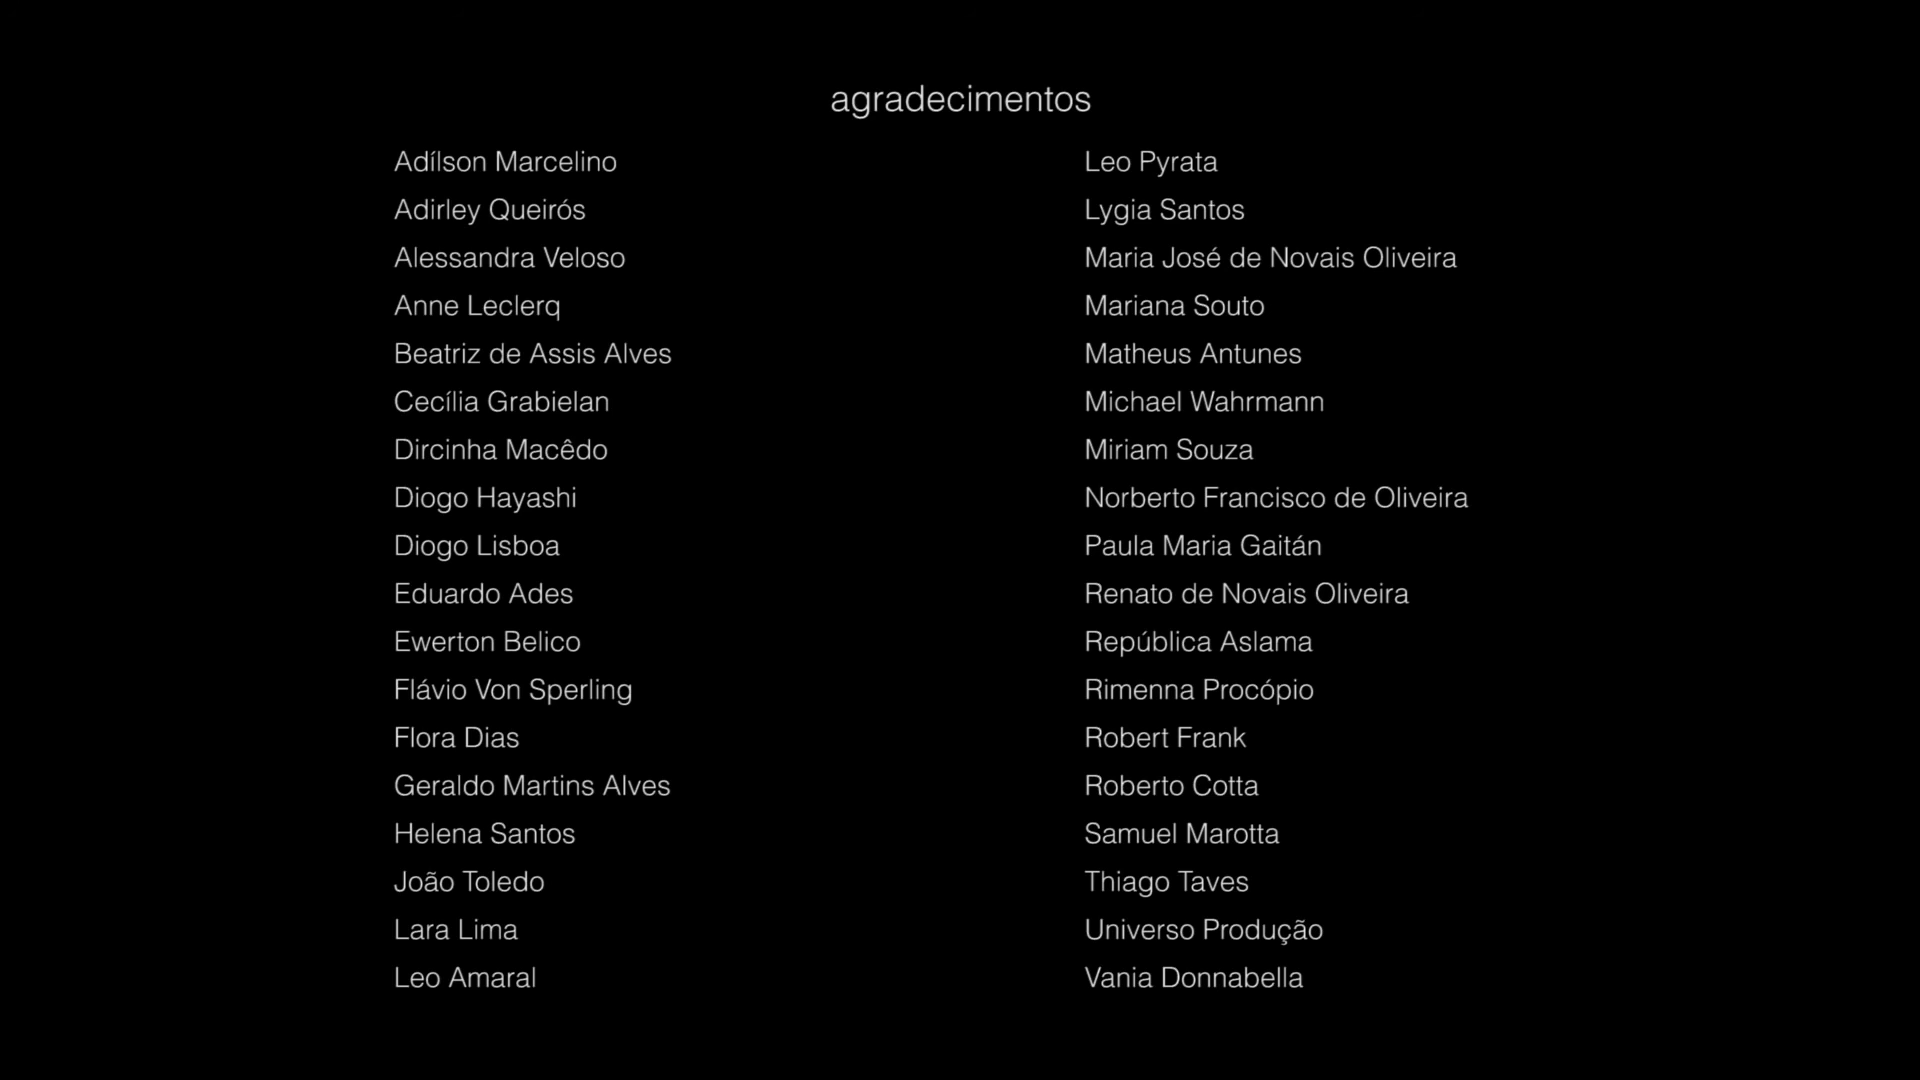 agradecimentos
Adílson Marcelino
Adirley Queirós
Alessandra Veloso
Anne Leclerq
Beatriz de Assis Alves
Cecília Grabielan
Dircinha Macêdo
Diogo Hayashi
Diogo Lisboa
Eduardo Ades
Ewerton Belico
Flávio Von Sperling
Flora Dias
Geraldo Martins Alves
Helena Santos
João Toledo
Lara Lima
Leo Amaral
Leo Pyrata
Lygia Santos
Maria José de Novais Oliveira
Mariana Souto
Matheus Antunes
Michael Wahrmann
Miriam Souza
Norberto Francisco de Oliveira
Paula Maria Gaitán
Renato de Novais Oliveira
República Aslama
Rimenna Procópio
Robert Frank
Roberto Cotta
Samuel Marotta
Thiago Taves
Universo Produção
Vania Donnabella